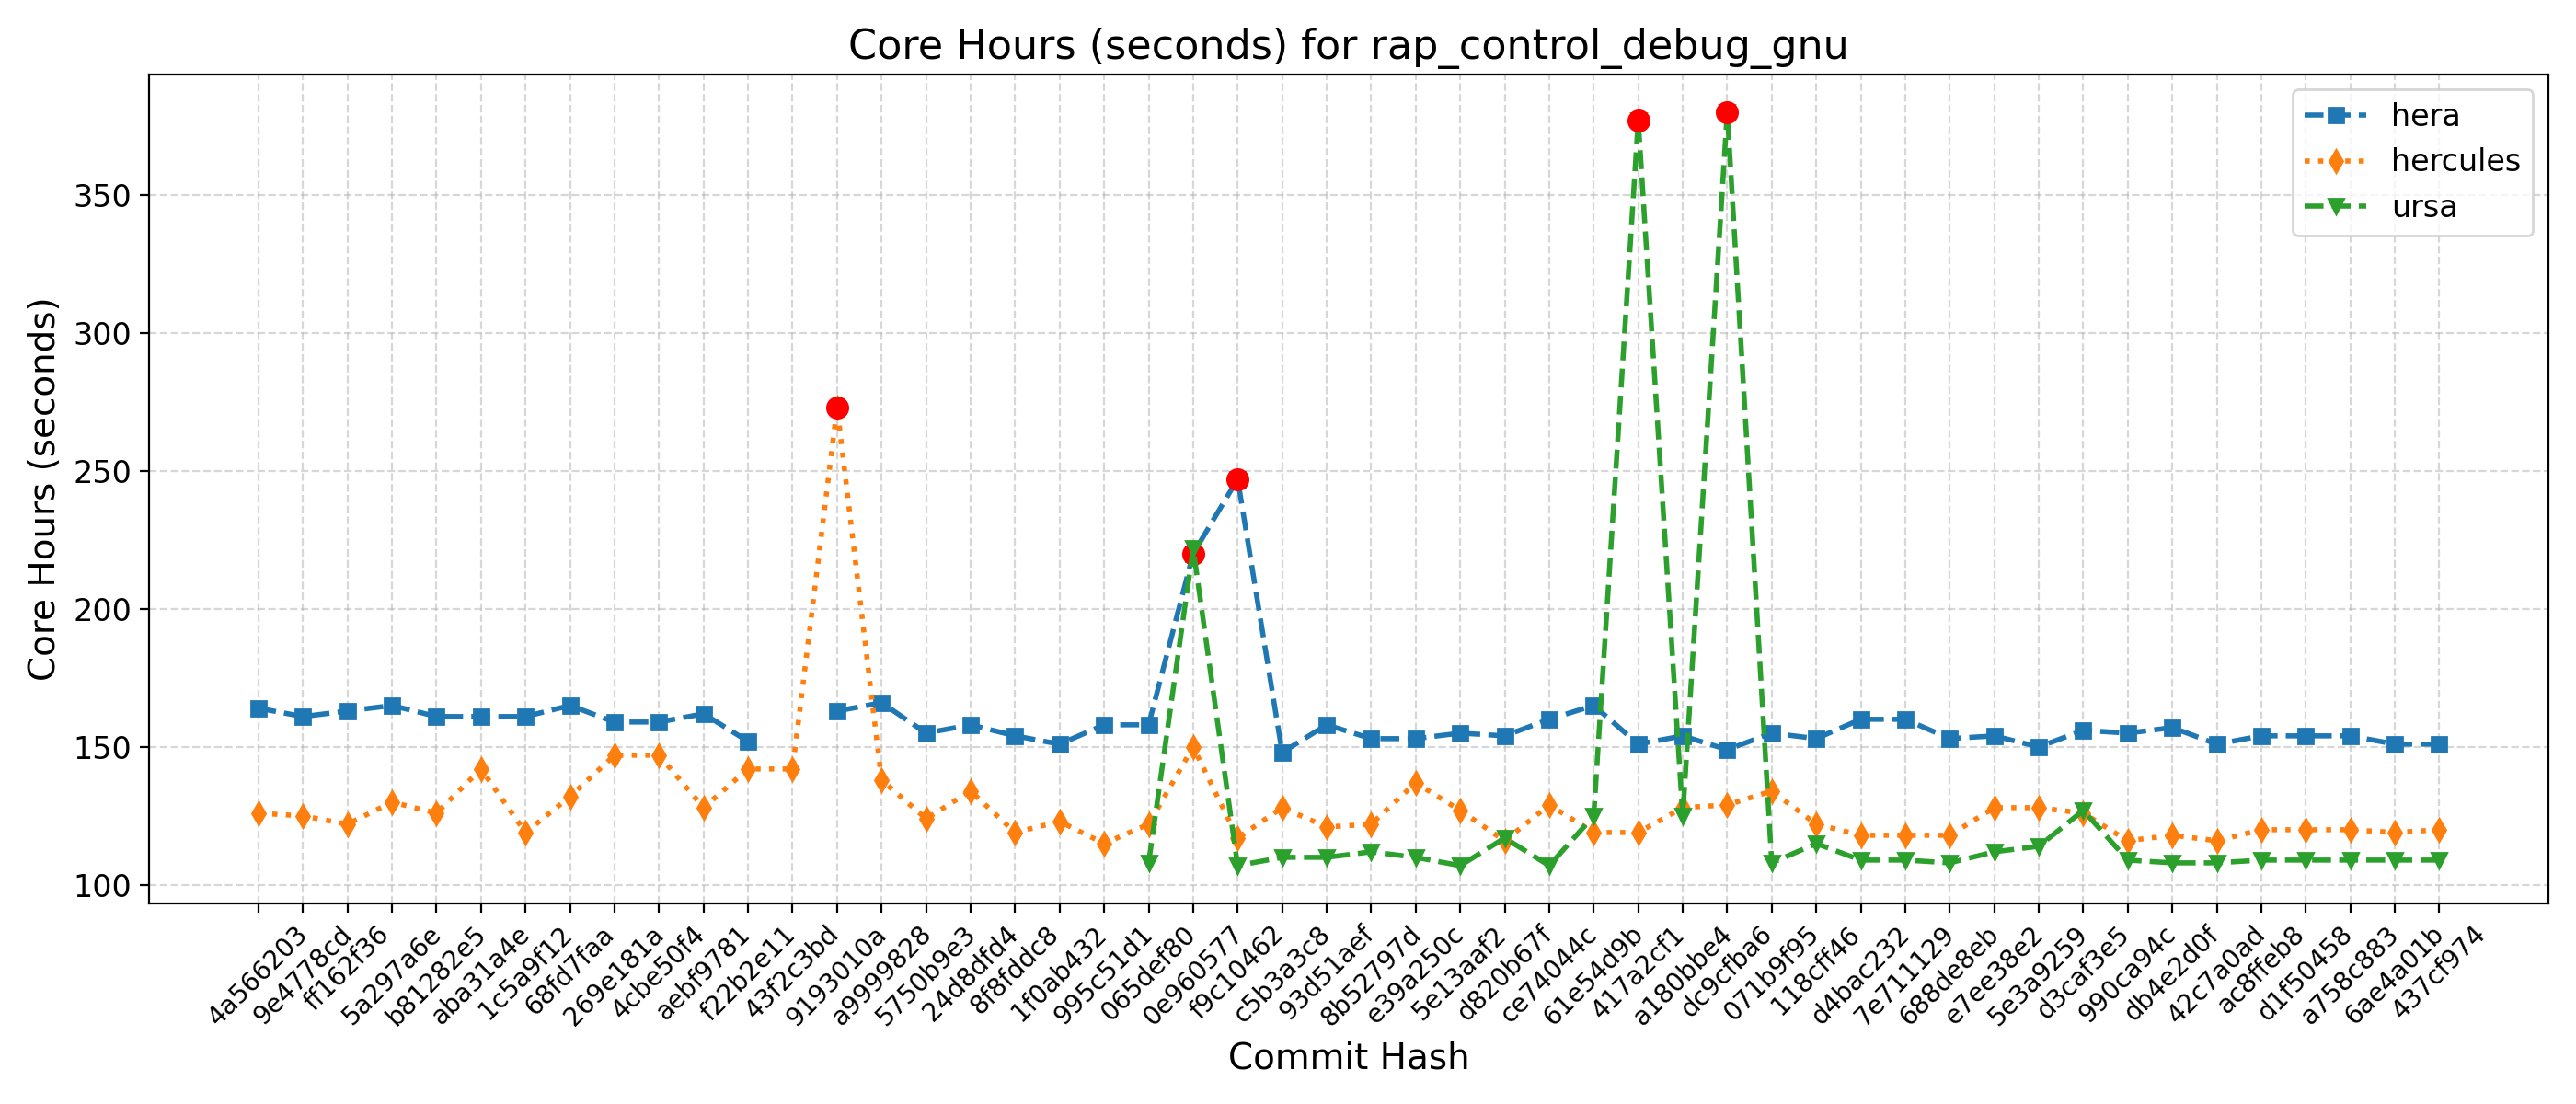 Core Hours (seconds) for rap_control_debug_gnu
hera
hercules
ursa
Core Hours (seconds)
350
300
250
200
150
100
4a566203
9e4778cd
ff162f36
5a297a6e
b81282e5
aba31a4e
1c5a9f12
68fd7faa
269e181a
4cbe50f4
aebf9781
f22b2e11
43f2c3bd
9193010a
a9999828
5750b9e3
24d8dfd4
8f8fddc8
1f0ab432
995c51d1
065def80
0e960577
f9c10462
c5b3a3c8
93d51aef
8b52797d
e39a250c
5e13aaf2
d820b67f
ce74044c
61e54d9b
417a2cf1
a180bbe4
dc9cfba6
071b9f95
118cff46
d4bac232
7e711129
688de8eb
e7ee38e2
5e3a9259
d3caf3e5
990ca94c
db4e2d0f
42c7a0ad
ac8ffeb8
d1f50458
a758c883
6ae4a01b
437cf974
Commit Hash